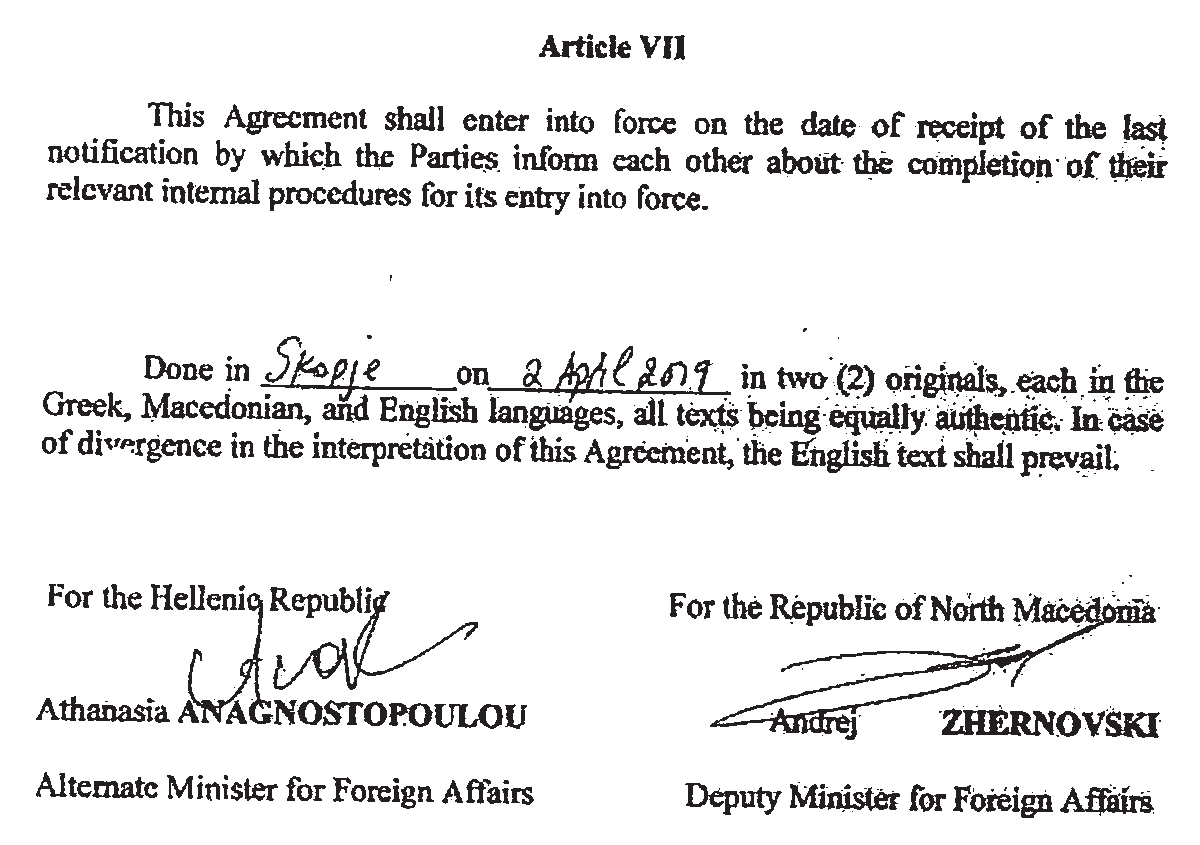 Article VII
This Agreement shall enter into force on the date of receipt of the last
notification by which the Parties inform each other about the completion of their
relevant internal procedures for its entry into force.
Done in Skopje on 2 April 2019 in two (2) originals, each in the
Greek, Macedonian, and English languages, all texts being equally authentic. In case
of divergence in the interpretation of this Agreement, the English text shall prevail.
For the Hellenic Republic
For the Republic of North Macedonia
Athanasia ANAGNOSTOPOULOU
Andrej ZHERNOVSKI
Alternate Minister for Foreign Affairs
Deputy Minister for Foreign Affairs